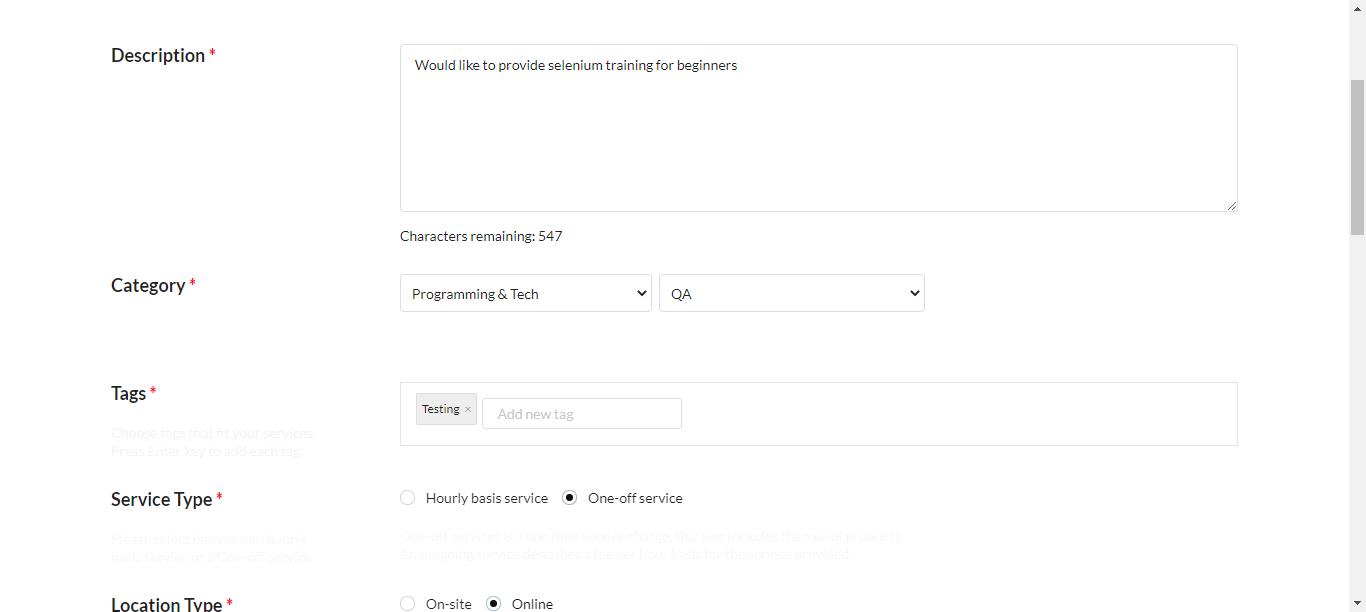 Description *
Would like to provide selenium training for beginners
Characters remaining: 547
Category *
Programming & Tech
QA
Tags *
Testing ×
Add new tag
Choose tags that fit your services.
Press Enter key to add each tag.
Service Type *
Hourly basis service
One-off service
Please select between an hourly
basis service or a One-off service
One-off services is a one time service charge, this also includes the sale of products.
An on-going service describes a fee per hour basis for the service provided
Location Type *
On-site
Online